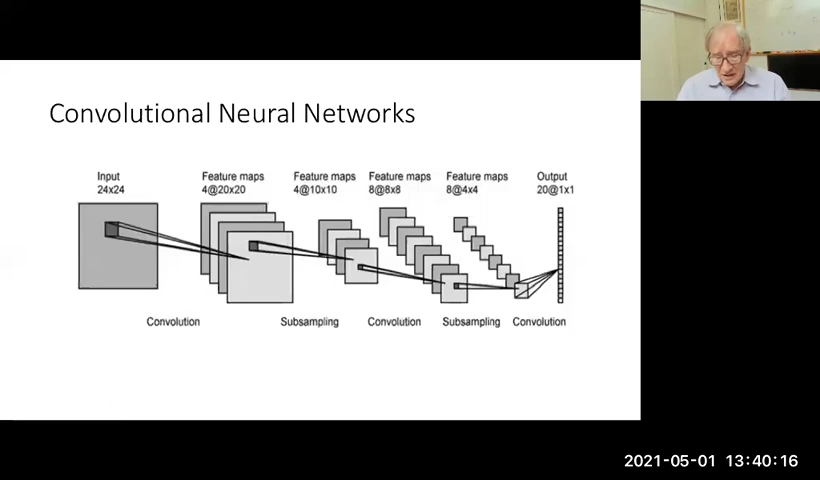 Convolutional Neural Networks
Input
24x24
Feature maps
4@20x20
Feature maps
4@10x10
Feature maps
8@8x8
Feature maps
8@4x4
Output
20@1x1
Convolution
Subsampling
Convolution
Subsampling
Convolution
2021-05-01 13:40:16